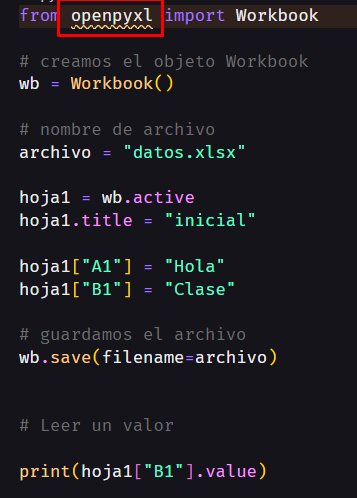 from openpyxl import Workbook
# creamos el objeto Workbook
wb = Workbook()
# nombre de archivo
archivo = "datos.xlsx"
hoja1 = wb.active
hoja1.title = "inicial"
hoja1["A1"] = "Hola"
hoja1["B1"] = "Clase"
# guardamos el archivo
wb.save(filename=archivo)
# Leer un valor
print(hoja1["B1"].value)